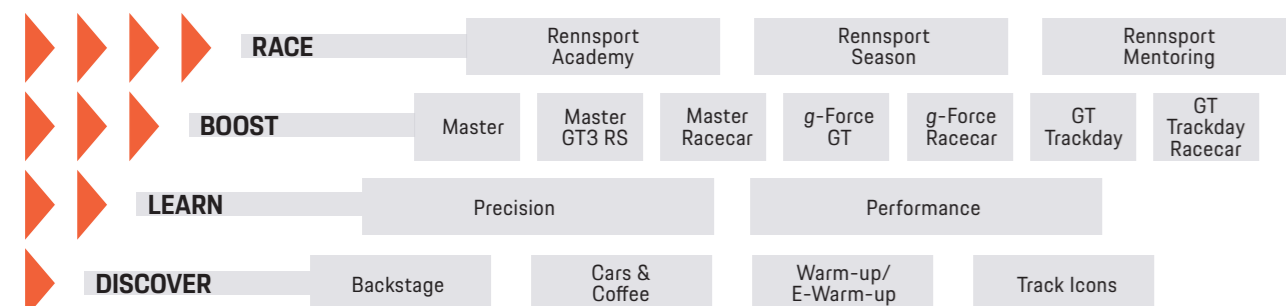 RACE
Rennsport
Academy
Rennsport
Season
Rennsport
Mentoring
BOOST
Master
Master
GT3 RS
Master
Racecar
g-Force
GT
g-Force
Racecar
GT
Trackday
GT
Trackday
Racecar
LEARN
Precision
Performance
DISCOVER
Backstage
Cars &
Coffee
Warm-up/
E-Warm-up
Track Icons